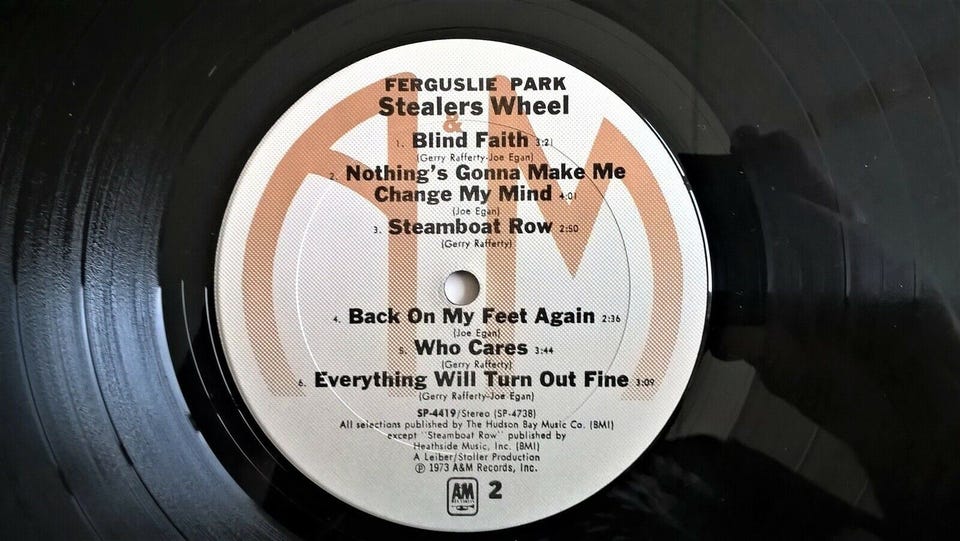 FERGUSLIE PARK
Stealers Wheel
&
1. Blind Faith 3:21
(Gerry Rafferty-Joe Egan)
2. Nothing's Gonna Make Me
Change My Mind 4:01
(Joe Egan)
3. Steamboat Row 2:50
(Gerry Rafferty)
4. Back On My Feet Again 2:36
(Joe Egan)
5. Who Cares 3:44
(Gerry Rafferty)
6. Everything Will Turn Out Fine 3:09
(Gerry Rafferty-Joe Egan)
SP-4419/Stereo (SP-4738)
All selections published by The Hudson Bay Music Co. (BMI)
except "Steamboat Row" published by
Heathside Music, Inc. (BMI)
A Leiber/Stoller Production
℗ 1973 A&M Records, Inc.
AM
RECORDS
2